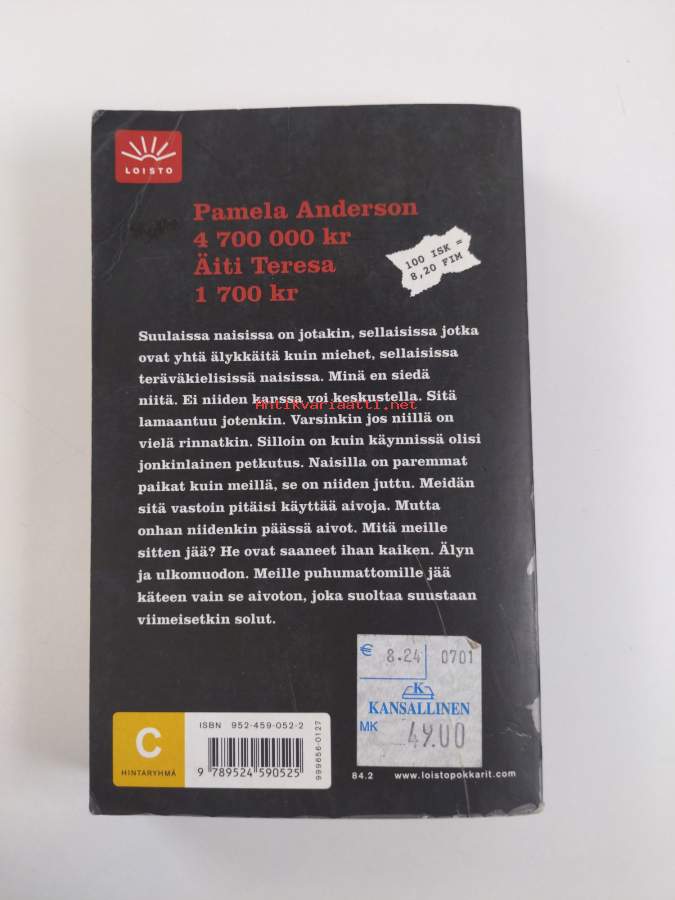 LOISTO
Pamela Anderson
4 700 000 kr
Äiti Teresa
1 700 kr
100 ISK =
8,20 FIM
Suulaissa naisissa on jotakin, sellaisissa jotka
ovat yhtä älykkäitä kuin miehet, sellaisissa
teräväkielisissä naisissa. Minä en siedä
niitä. Ei niiden kanssa voi keskustella. Sitä
Antikvariaatti.net
lamaantuu jotenkin. Varsinkin jos niillä on
vielä rinnatkin. Silloin on kuin käynnissä olisi
jonkinlainen petkutus. Naisilla on paremmat
paikat kuin meillä, se on niiden juttu. Meidän
sitä vastoin pitäisi käyttää aivoja. Mutta
onhan niidenkin päässä aivot. Mitä meille
sitten jää? He ovat saaneet ihan kaiken. Älyn
ja ulkomuodon. Meille puhumattomille jää
käteen vain se aivoton, joka suoltaa suustaan
viimeisetkin solut.
€ 8.24 0701
K
KANSALLINEN
MK 49.00
C
HINTARYHMÄ
ISBN 952-459-052-2
9 789524 590525
999656-0127
84.2 www.loistopokkarit.com